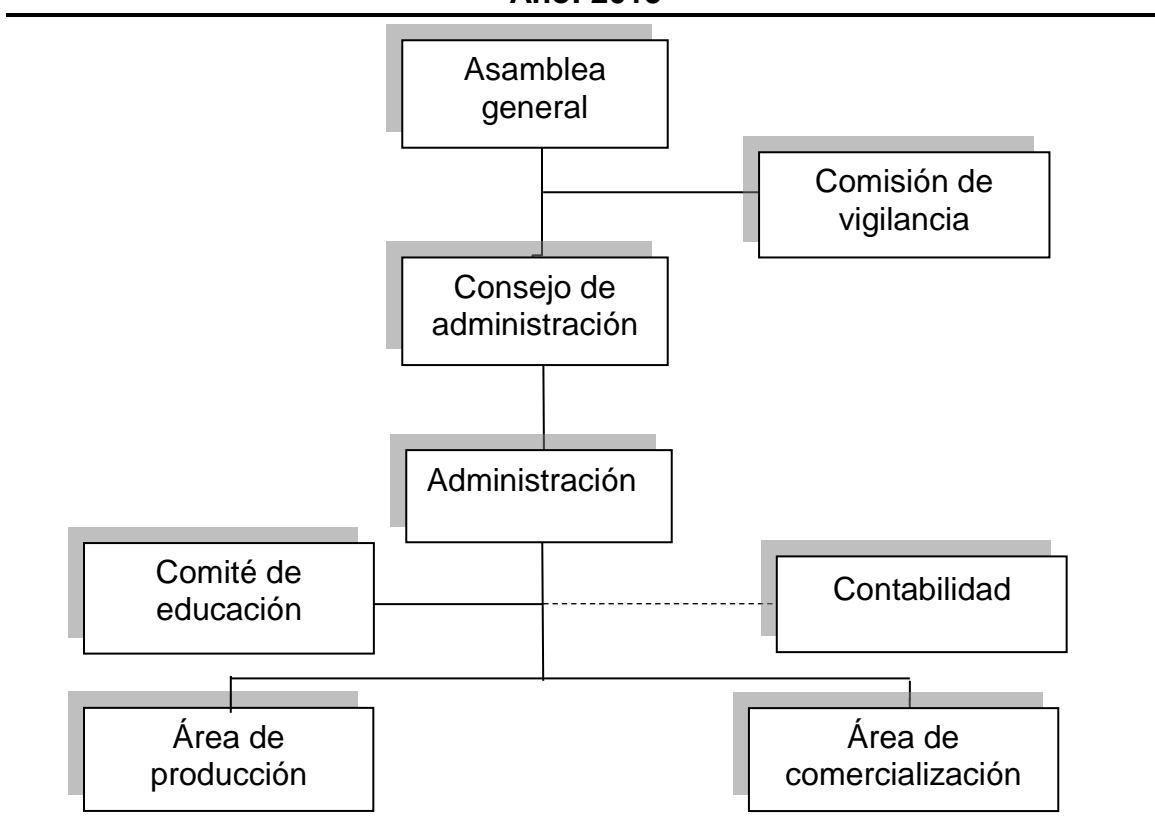 Asamblea
general
Comisión de
vigilancia
Consejo de
administración
Administración
Comité de
educación
Contabilidad
Área de
producción
Área de
comercialización